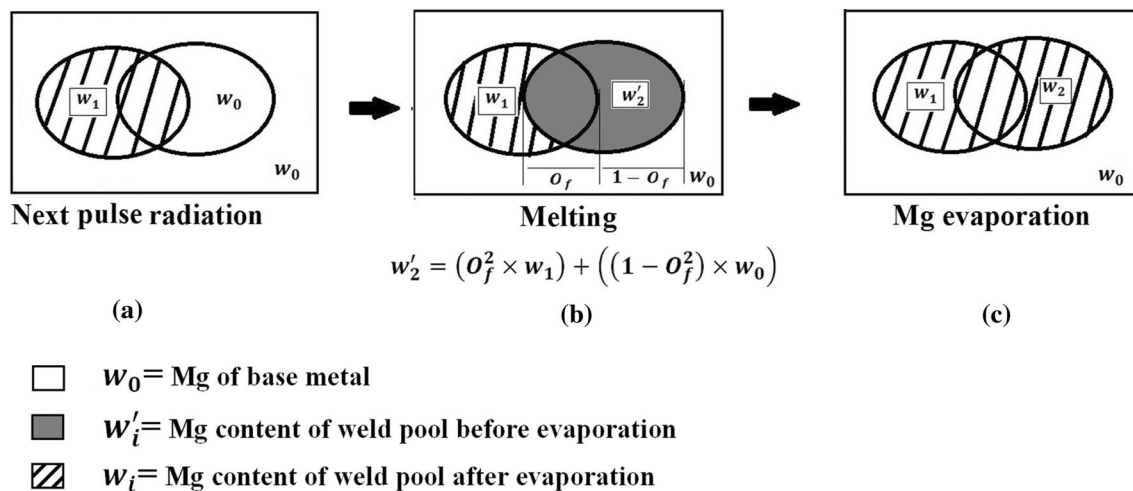 w₁ w₀ w₀
w₁ w′₂ O_f 1 − O_f w₀
w₁ w₂ w₀
Next pulse radiation
Melting
Mg evaporation
w′₂ = (O_f² × w₁) + ((1 − O_f²) × w₀)
(a) (b) (c)
w₀= Mg of base metal
w′ᵢ= Mg content of weld pool before evaporation
wᵢ= Mg content of weld pool after evaporation